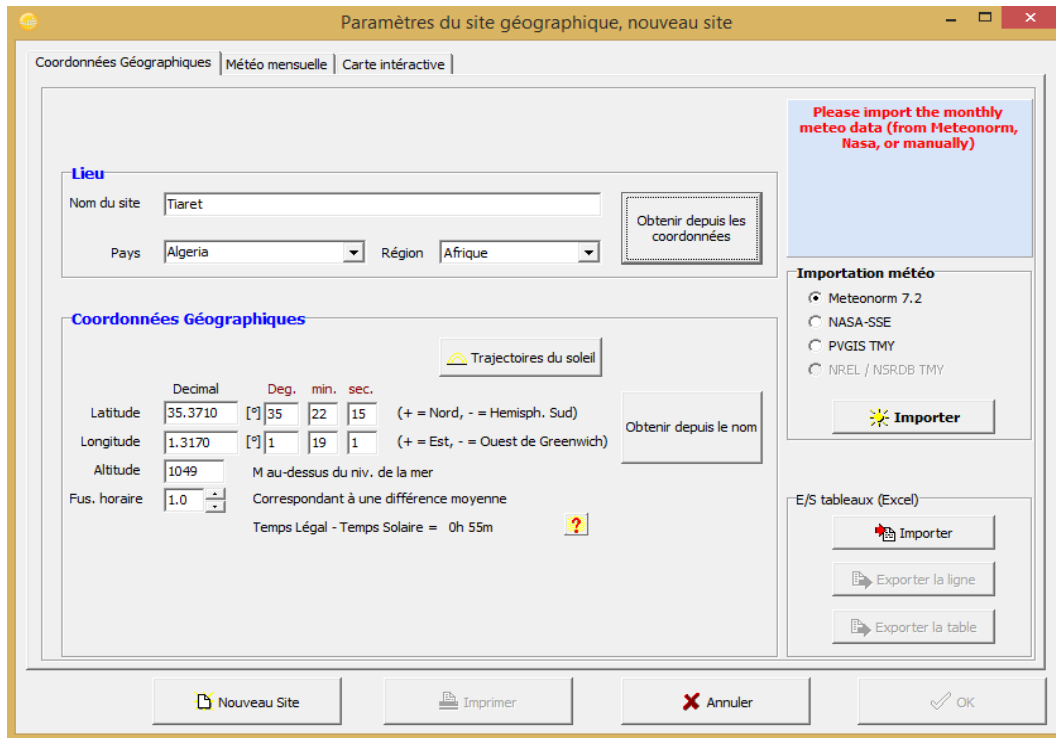 Paramètres du site géographique, nouveau site
Coordonnées Géographiques
Météo mensuelle
Carte intéractive
Please import the monthly
meteo data (from Meteonorm,
Nasa, or manually)
Lieu
Nom du site Tiaret
Pays Algeria Région Afrique
Obtenir depuis les
coordonnées
Coordonnées Géographiques
Trajectoires du soleil
Decimal Deg. min. sec.
Latitude 35.3710 [°] 35 22 15 (+ = Nord, - = Hemisph. Sud)
Longitude 1.3170 [°] 1 19 1 (+ = Est, - = Ouest de Greenwich)
Altitude 1049 M au-dessus du niv. de la mer
Fus. horaire 1.0 Correspondant à une différence moyenne
Temps Légal - Temps Solaire = 0h 55m ?
Obtenir depuis le nom
Importation météo
Meteonorm 7.2
NASA-SSE
PVGIS TMY
NREL / NSRDB TMY
Importer
E/S tableaux (Excel)
Importer
Exporter la ligne
Exporter la table
Nouveau Site
Imprimer
Annuler
OK